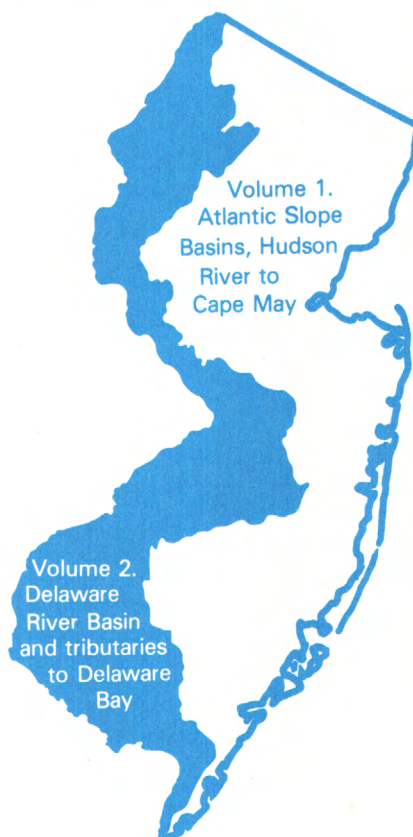 Volume 1.
Atlantic Slope
Basins, Hudson
River to
Cape May
Volume 2.
Delaware
River Basin
and tributaries
to Delaware
Bay